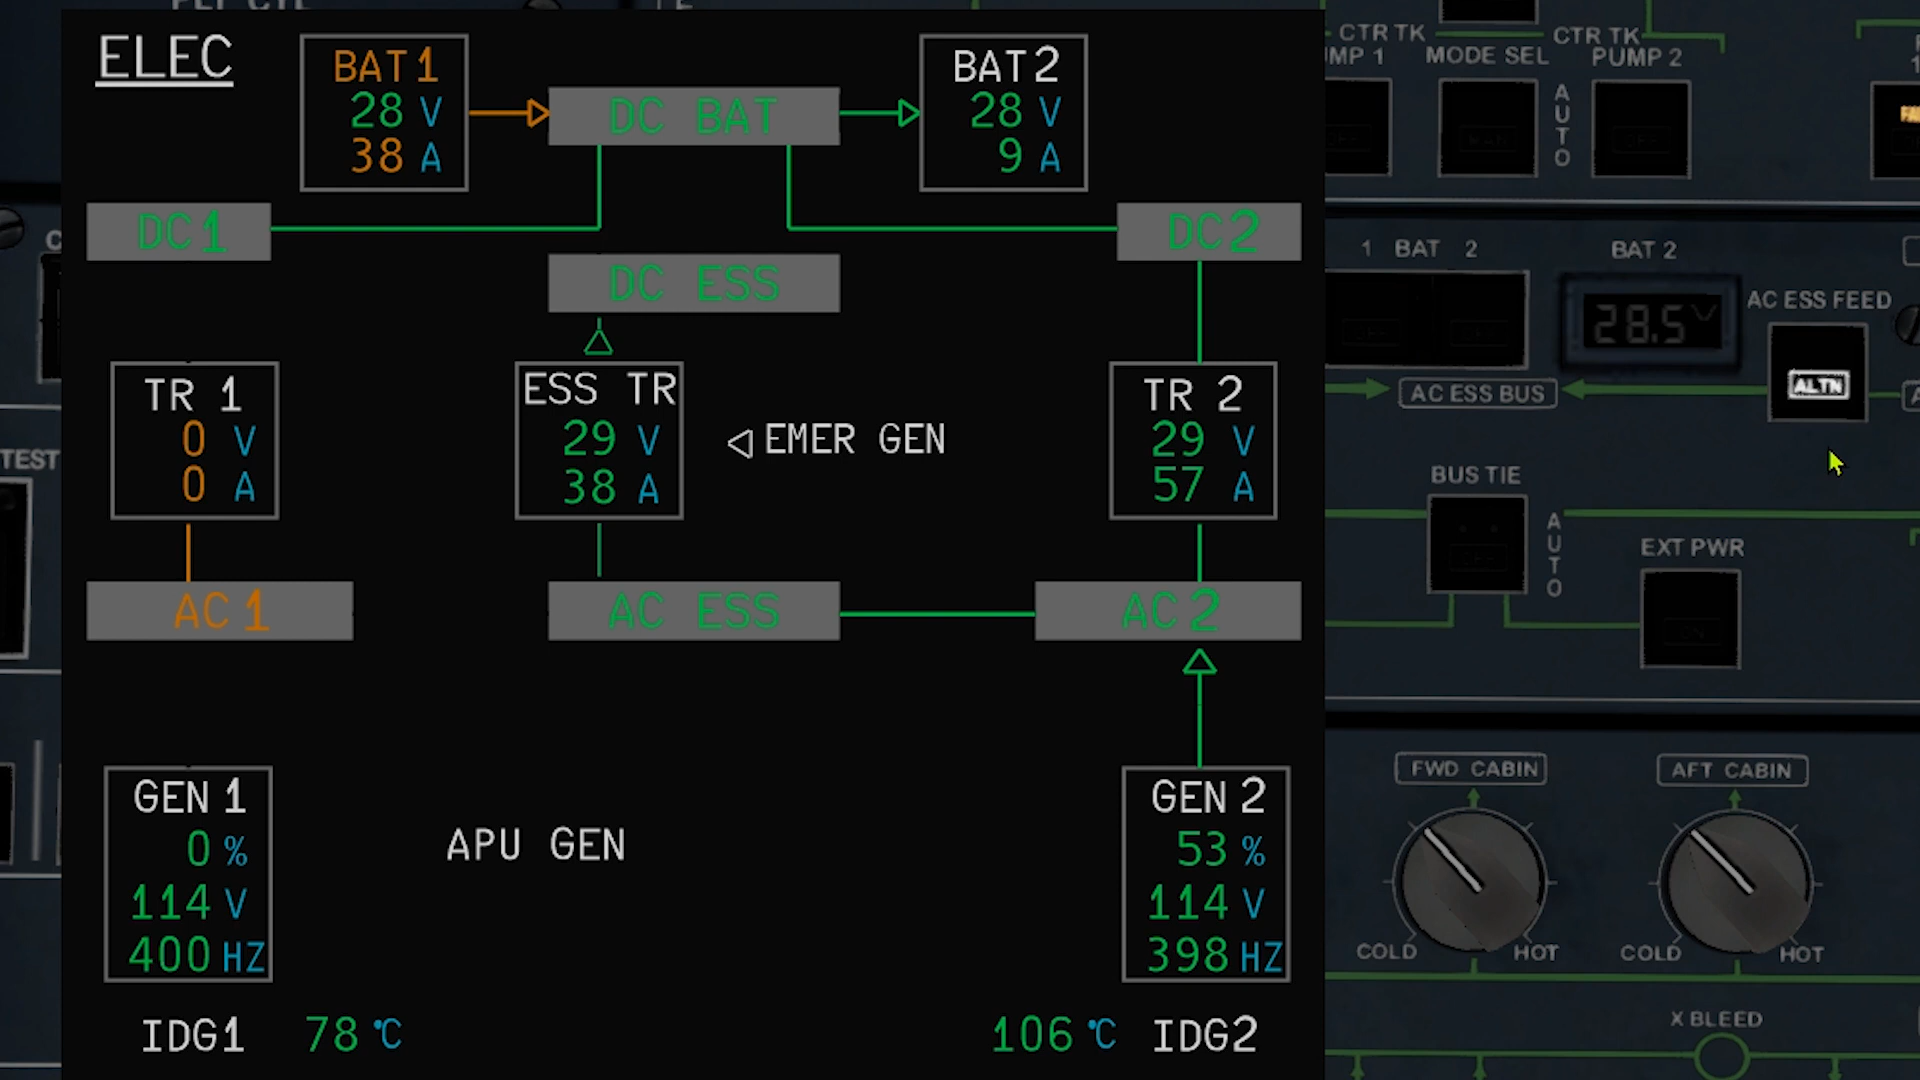 ELEC
BAT 1
28 V
38 A
DC BAT
BAT 2
28 V
9 A
DC 1
DC 2
DC ESS
TR 1
0 V
0 A
ESS TR
29 V
38 A
EMER GEN
TR 2
29 V
57 A
AC 1
AC ESS
AC 2
GEN 1
0 %
114 V
400 HZ
APU GEN
GEN 2
53 %
114 V
398 HZ
IDG1 78 °C
106 °C IDG2
TEST
CTR TK
CTR TK
MODE SEL
PUMP 2
AUTO
1 BAT 2
BAT 2
28.5V
AC ESS FEED
ALTN
AC ESS BUS
BUS TIE
AUTO
EXT PWR
FWD CABIN
AFT CABIN
COLD
HOT
COLD
HOT
X BLEED